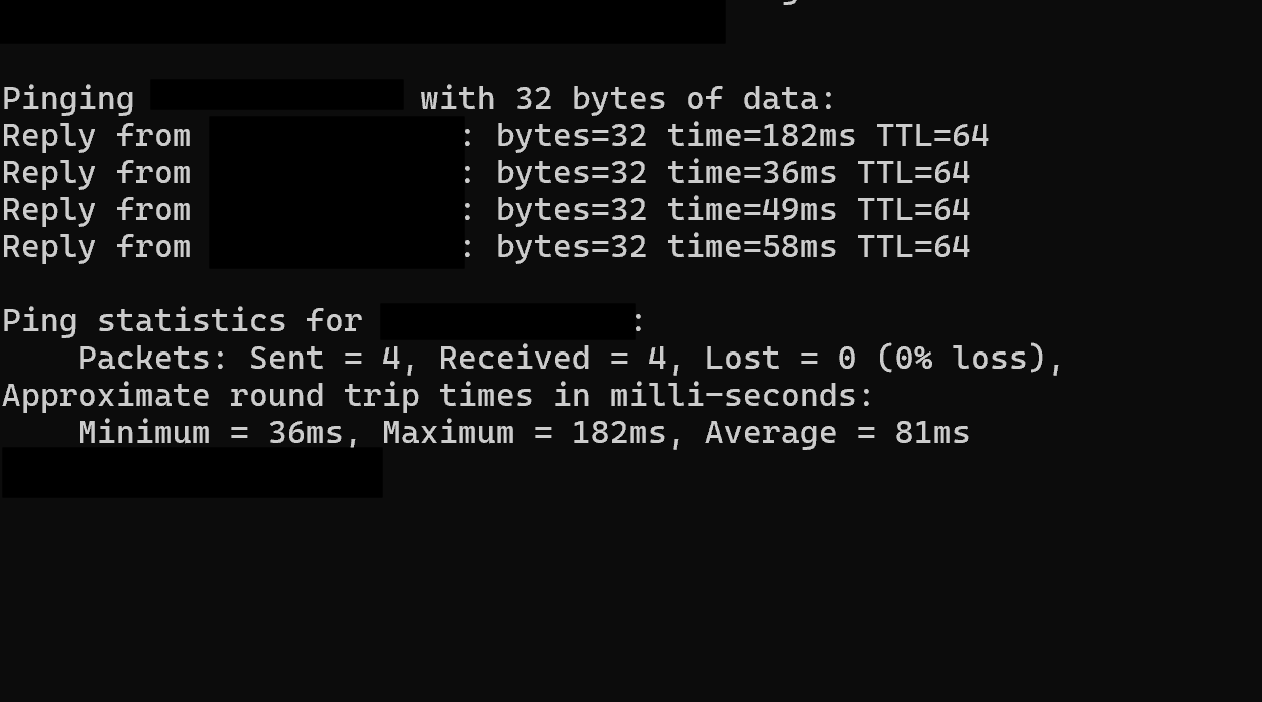 Pinging with 32 bytes of data:
Reply from : bytes=32 time=182ms TTL=64
Reply from : bytes=32 time=36ms TTL=64
Reply from : bytes=32 time=49ms TTL=64
Reply from : bytes=32 time=58ms TTL=64
Ping statistics for :
Packets: Sent = 4, Received = 4, Lost = 0 (0% loss),
Approximate round trip times in milli-seconds:
Minimum = 36ms, Maximum = 182ms, Average = 81ms